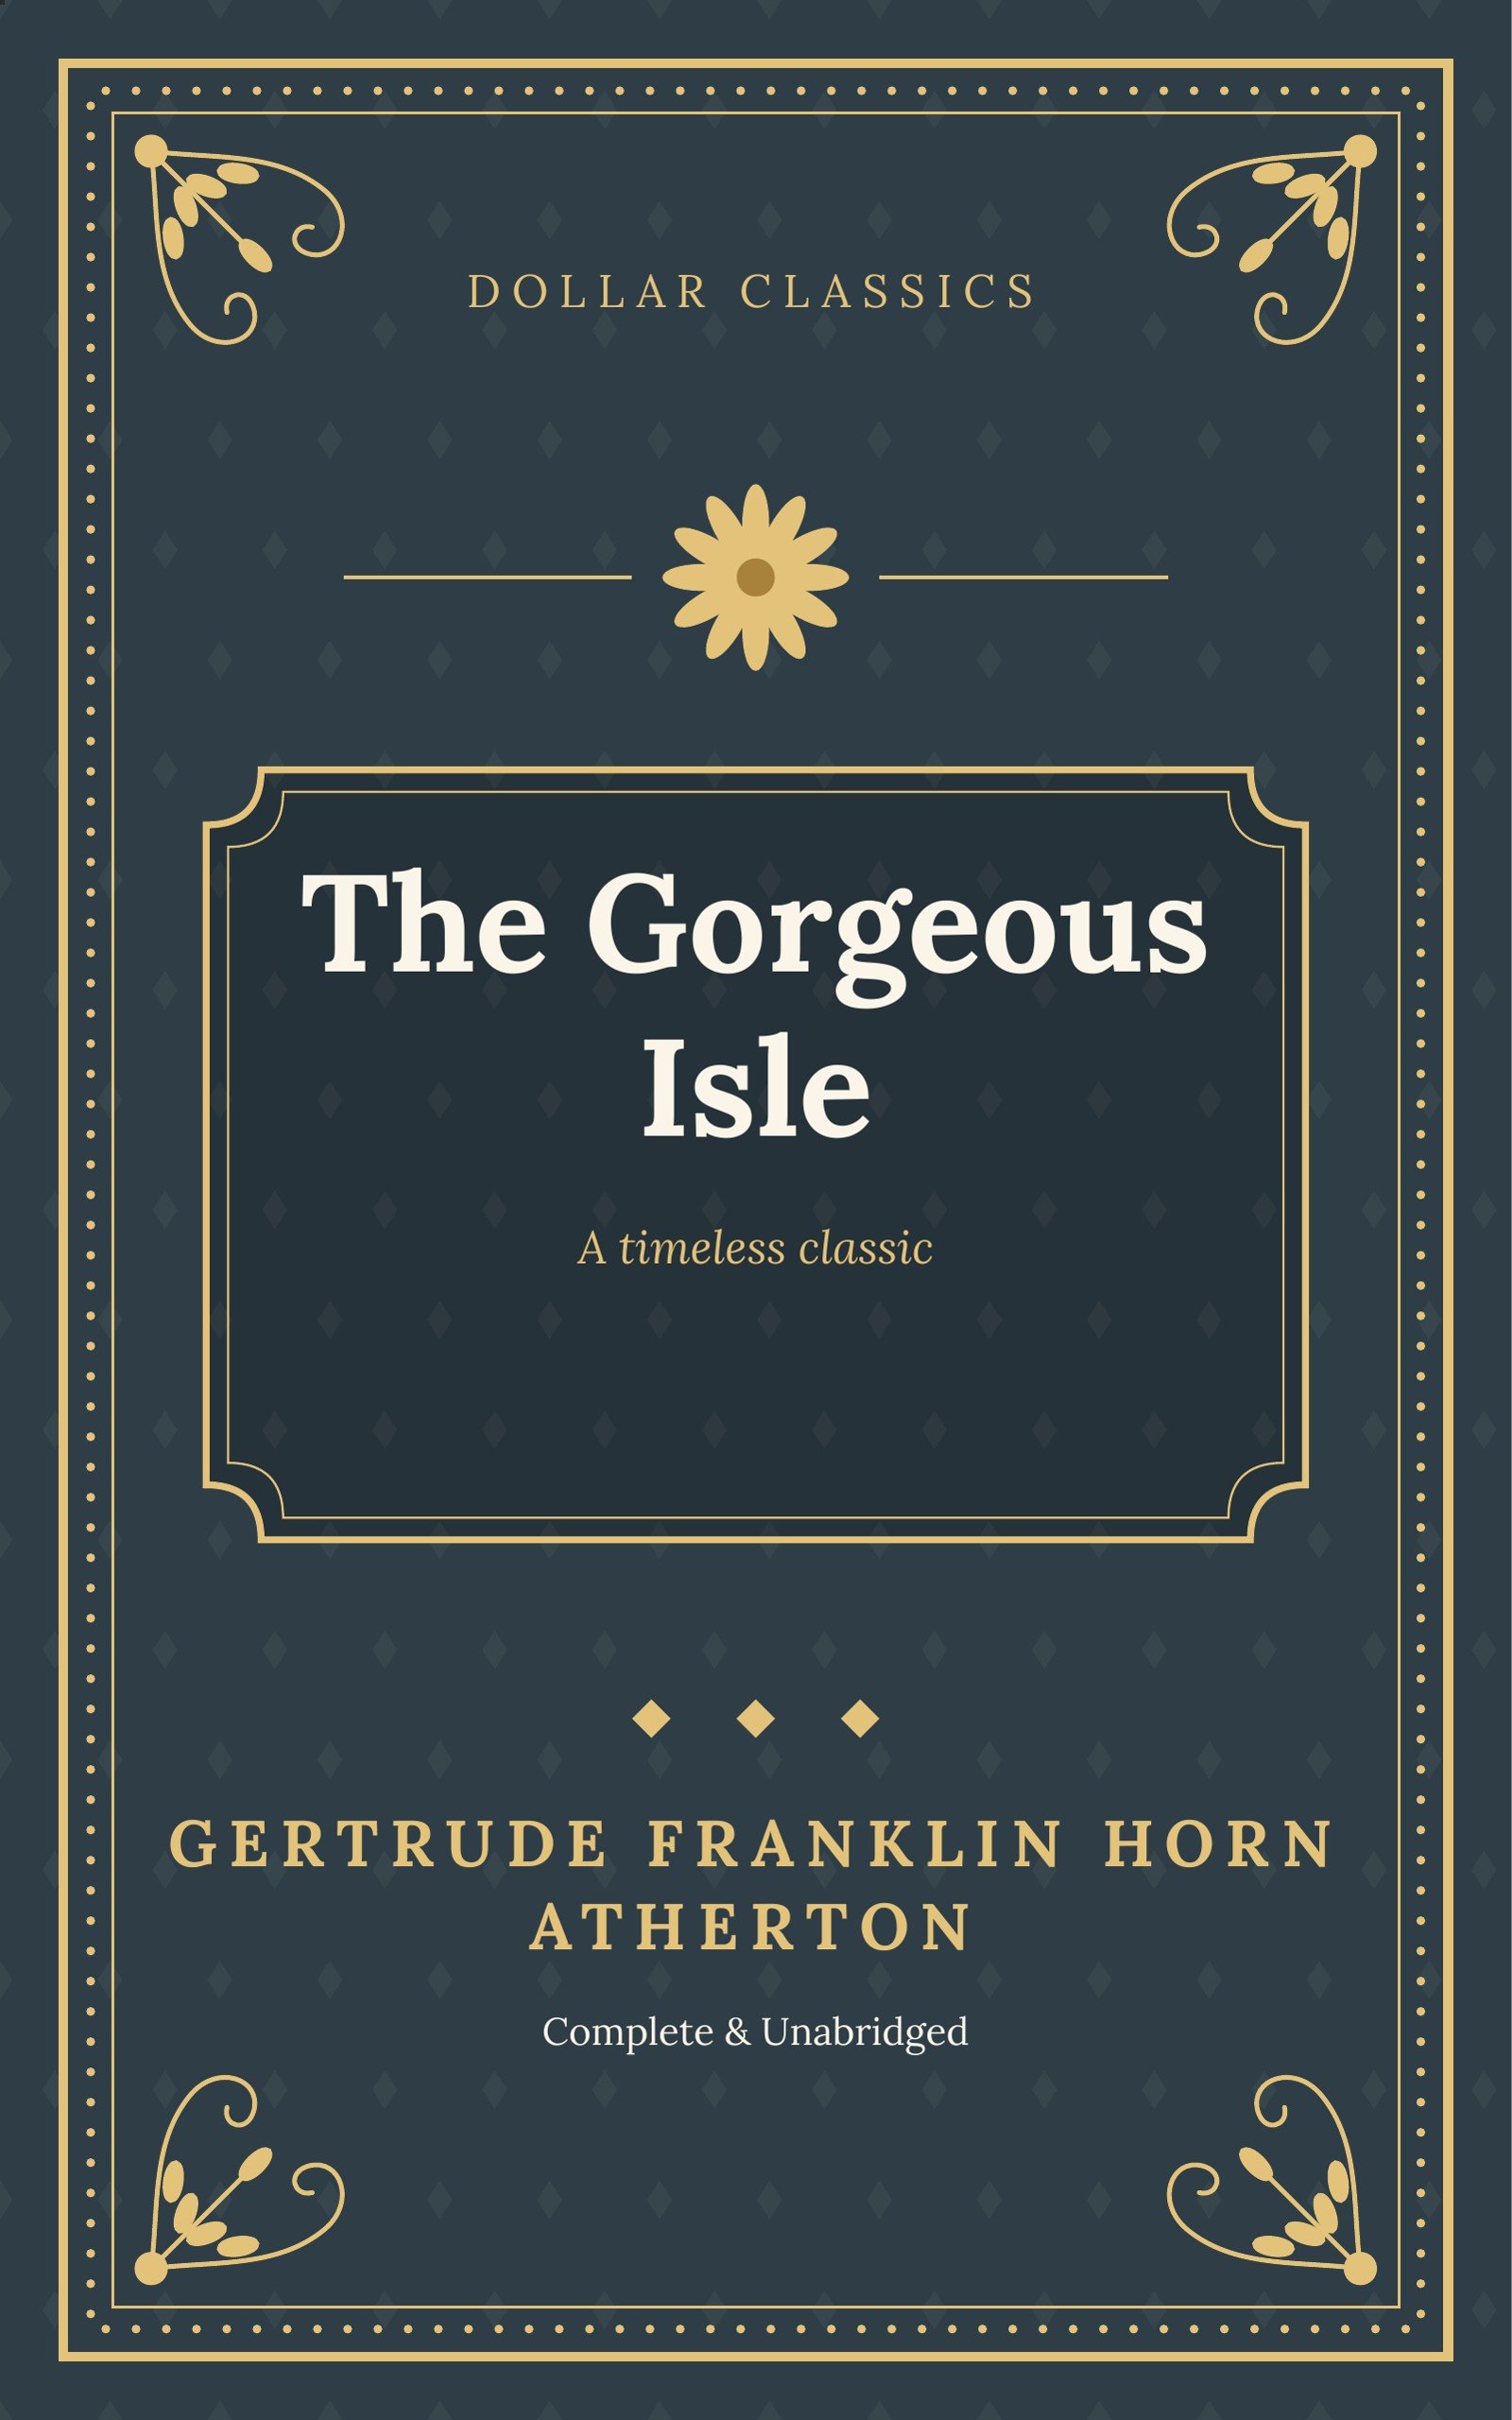 DOLLAR CLASSICS
The Gorgeous
Isle
A timeless classic
GERTRUDE FRANKLIN HORN
ATHERTON
Complete & Unabridged